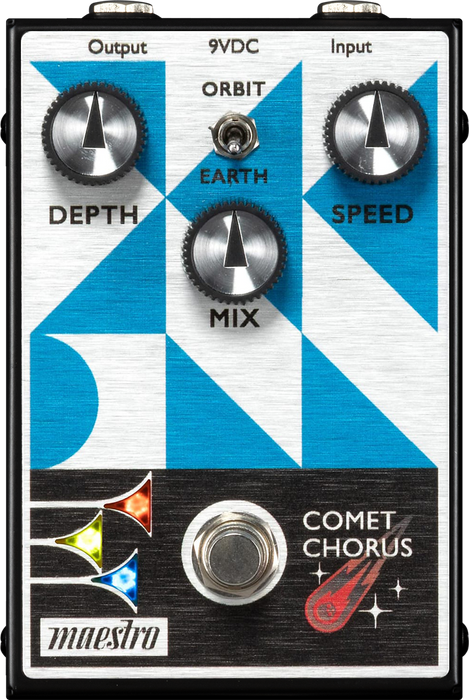 Output 9VDC Input
ORBIT
EARTH
DEPTH SPEED
MIX
COMET
CHORUS
maestro